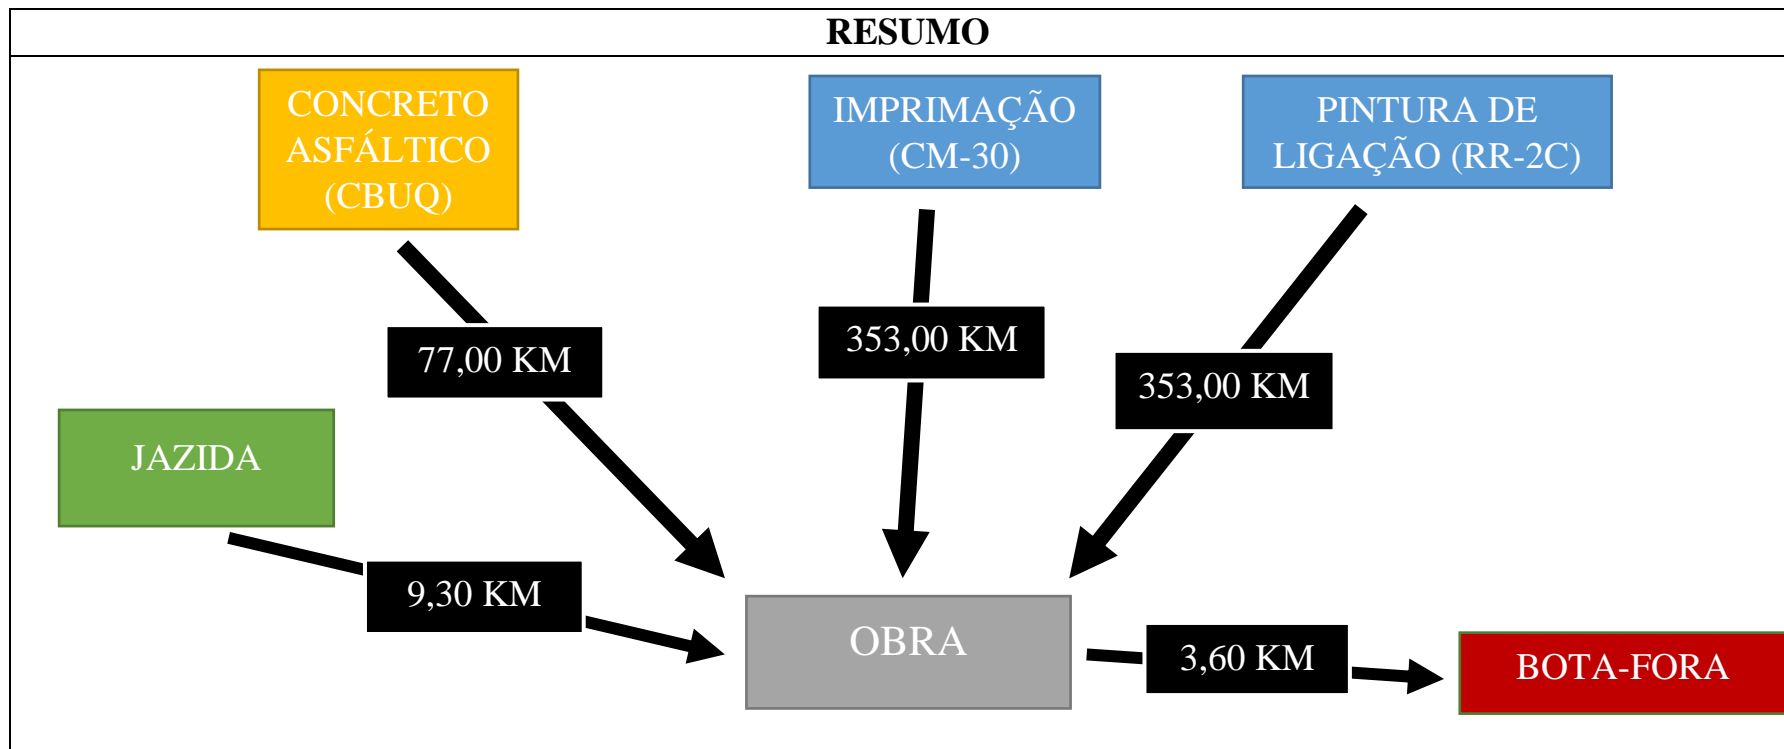 RESUMO
CONCRETO
ASFÁLTICO
(CBUQ)
IMPRIMAÇÃO
(CM-30)
PINTURA DE
LIGAÇÃO (RR-2C)
77,00 KM
353,00 KM
353,00 KM
JAZIDA
9,30 KM
OBRA
3,60 KM
BOTA-FORA